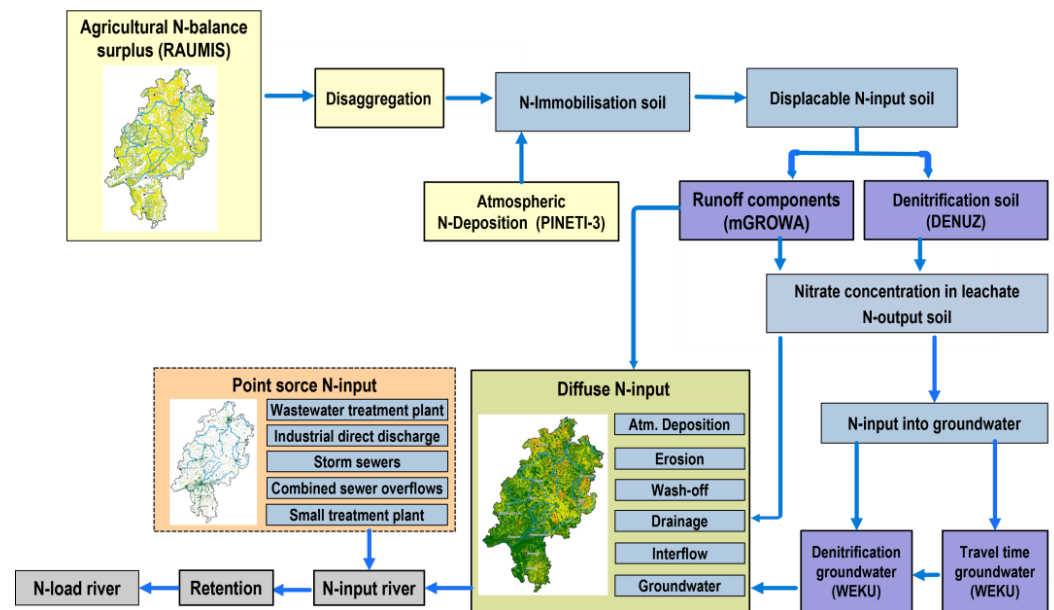 Agricultural N-balance
surplus (RAUMIS)
Disaggregation
N-Immobilisation soil
Displacable N-input soil
Atmospheric
N-Deposition (PINETI-3)
Runoff components
(mGROWA)
Denitrification soil
(DENUZ)
Nitrate concentration in leachate
N-output soil
Point sorce N-input
Wastewater treatment plant
Industrial direct discharge
Storm sewers
Combined sewer overflows
Small treatment plant
Diffuse N-input
Atm. Deposition
Erosion
Wash-off
Drainage
Interflow
Groundwater
N-input into groundwater
Denitrification
groundwater
(WEKU)
Travel time
groundwater
(WEKU)
N-load river
Retention
N-input river